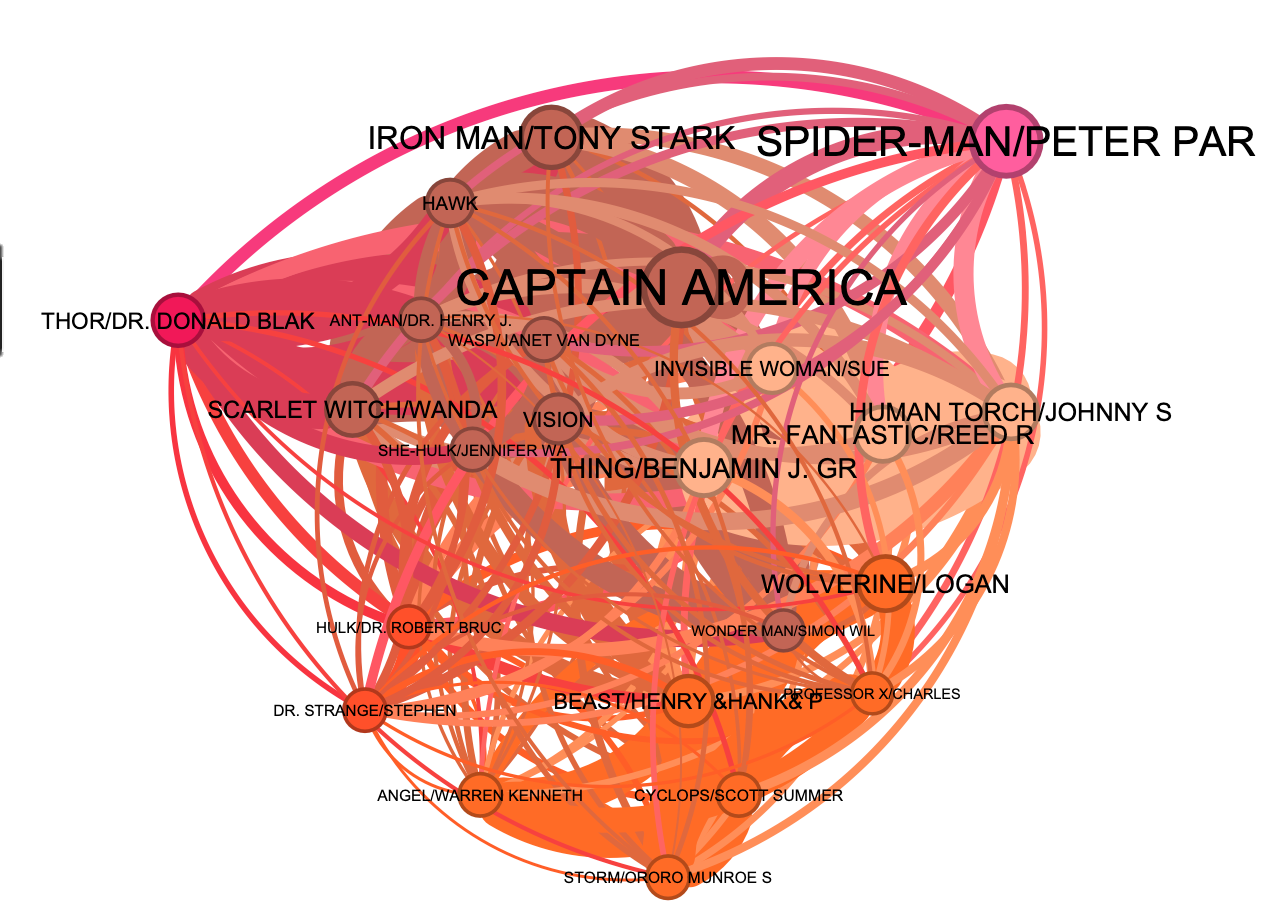 IRON MAN/TONY STARK
SPIDER-MAN/PETER PAR
HAWK
CAPTAIN AMERICA
THOR/DR. DONALD BLAK
ANT-MAN/DR. HENRY J.
WASP/JANET VAN DYNE
INVISIBLE WOMAN/SUE
SCARLET WITCH/WANDA
VISION
HUMAN TORCH/JOHNNY S
MR. FANTASTIC/REED R
SHE-HULK/JENNIFER WA
THING/BENJAMIN J. GR
WOLVERINE/LOGAN
HULK/DR. ROBERT BRUC
WONDER MAN/SIMON WIL
BEAST/HENRY &HANK& P
PROFESSOR X/CHARLES
DR. STRANGE/STEPHEN
ANGEL/WARREN KENNETH
CYCLOPS/SCOTT SUMMER
STORM/ORORO MUNROE S